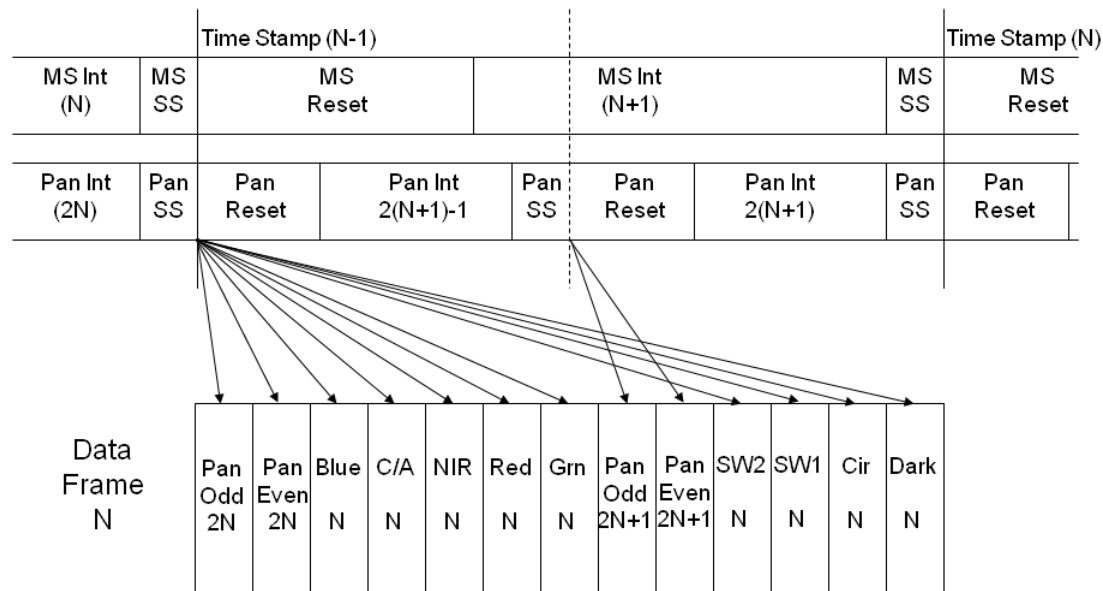 Time Stamp (N-1)
Time Stamp (N)
MS Int
(N)
MS
SS
MS
Reset
MS Int
(N+1)
MS
SS
MS
Reset
Pan Int
(2N)
Pan
SS
Pan
Reset
Pan Int
2(N+1)-1
Pan
SS
Pan
Reset
Pan Int
2(N+1)
Pan
SS
Pan
Reset
Data
Frame
N
Pan
Odd
2N
Pan
Even
2N
Blue
N
C/A
N
NIR
N
Red
N
Grn
N
Pan
Odd
2N+1
Pan
Even
2N+1
SW2
N
SW1
N
Cir
N
Dark
N